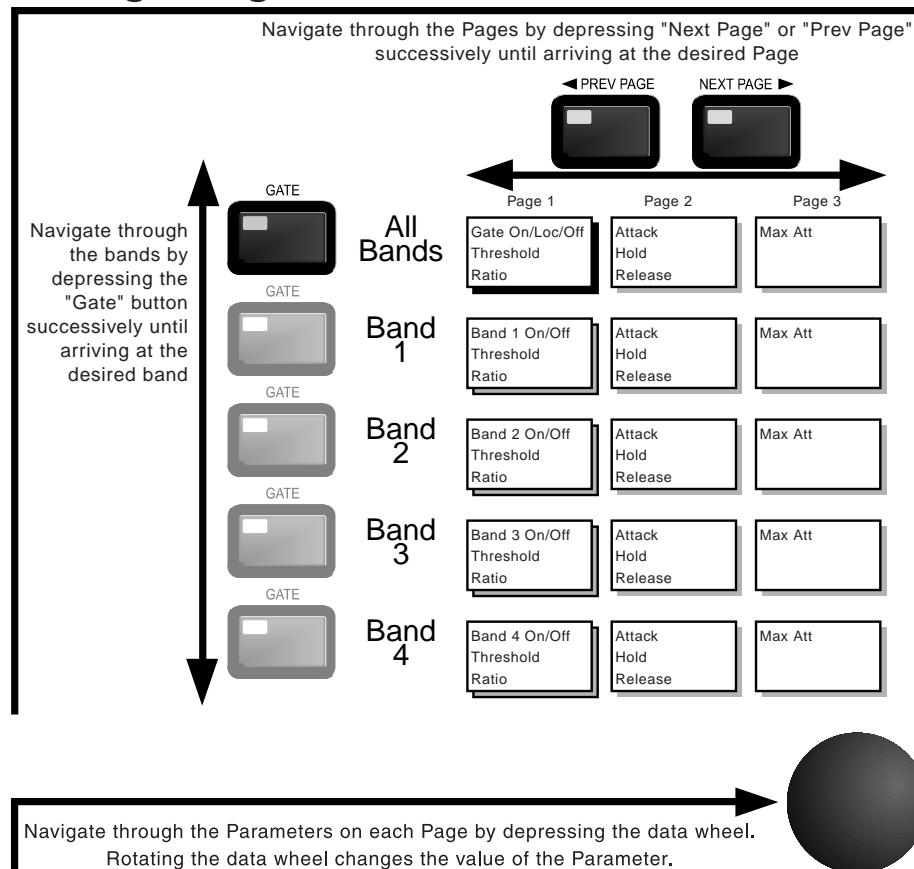 Navigate through the Pages by depressing "Next Page" or "Prev Page"
successively until arriving at the desired Page
◄ PREV PAGE
NEXT PAGE ►
Page 1
Page 2
Page 3
Navigate through
the bands by
depressing the
"Gate" button
successively until
arriving at the
desired band
GATE
All
Bands
Gate On/Loc/Off
Threshold
Ratio
Attack
Hold
Release
Max Att
GATE
Band
1
Band 1 On/Off
Threshold
Ratio
Attack
Hold
Release
Max Att
GATE
Band
2
Band 2 On/Off
Threshold
Ratio
Attack
Hold
Release
Max Att
GATE
Band
3
Band 3 On/Off
Threshold
Ratio
Attack
Hold
Release
Max Att
GATE
Band
4
Band 4 On/Off
Threshold
Ratio
Attack
Hold
Release
Max Att
Navigate through the Parameters on each Page by depressing the data wheel.
Rotating the data wheel changes the value of the Parameter.